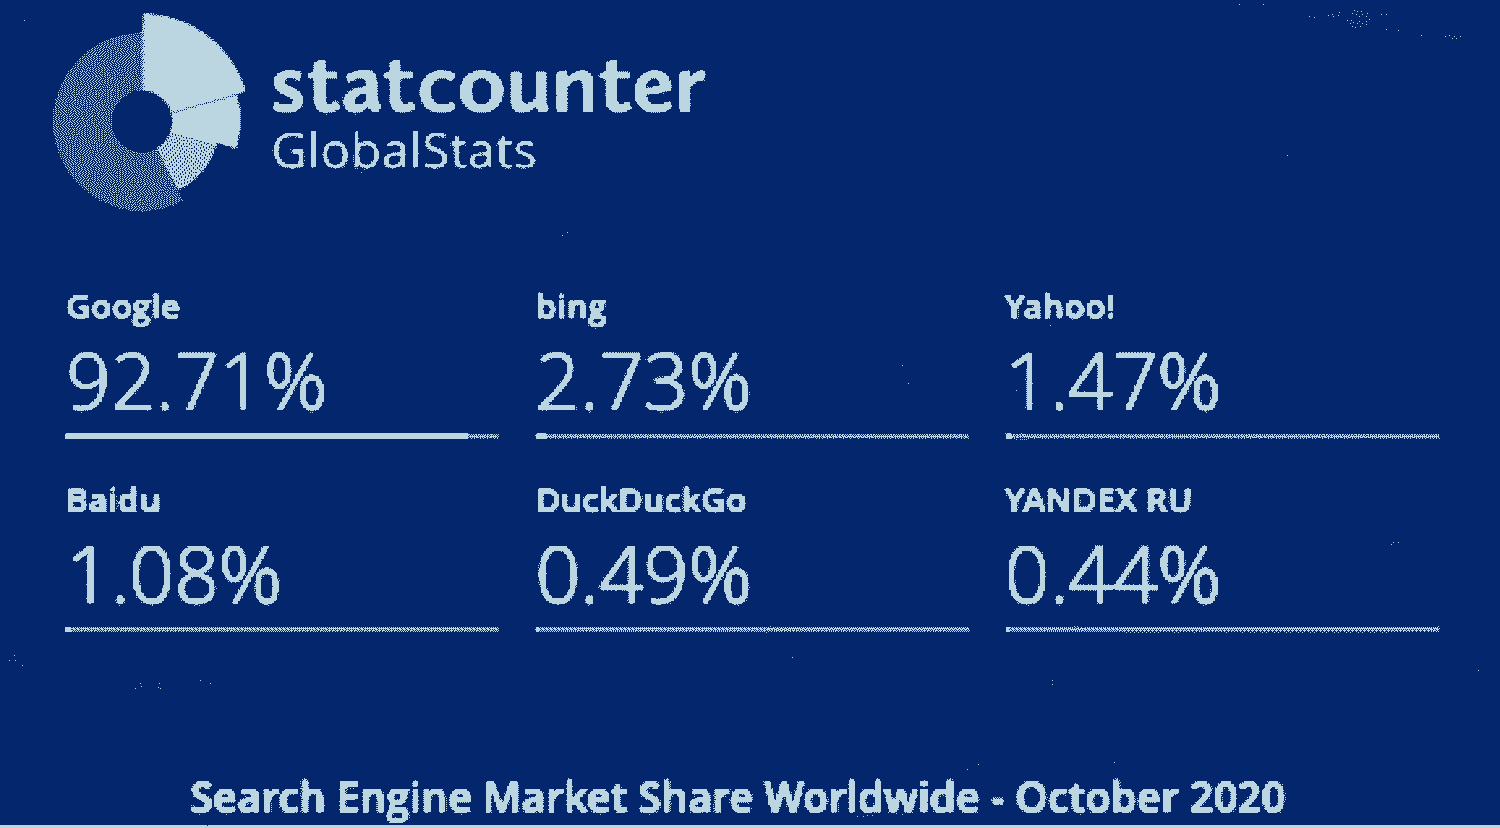 statcounter
GlobalStats
Google
92.71%
bing
2.73%
Yahoo!
1.47%
Baidu
1.08%
DuckDuckGo
0.49%
YANDEX RU
0.44%
Search Engine Market Share Worldwide - October 2020